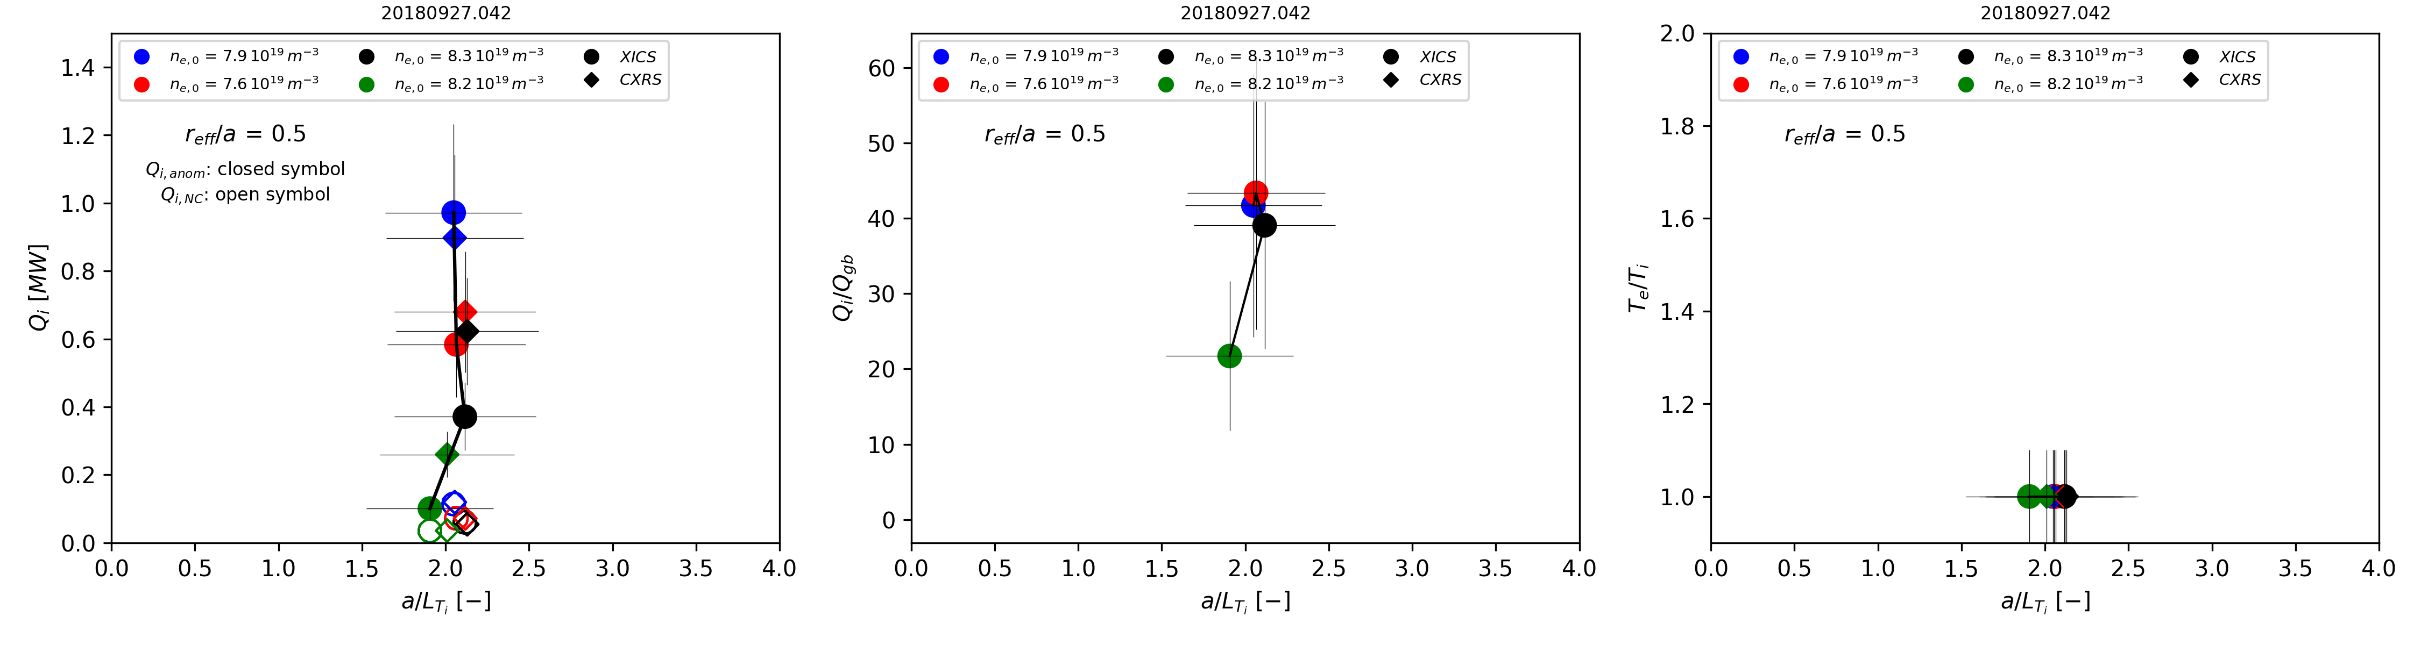 20180927.042
n_{e,0} = 7.9 10^{19} m^{−3}
n_{e,0} = 7.6 10^{19} m^{−3}
n_{e,0} = 8.3 10^{19} m^{−3}
n_{e,0} = 8.2 10^{19} m^{−3}
XICS
CXRS
r_{eff}/a = 0.5
Q_{i,anom}: closed symbol
Q_{i,NC}: open symbol
Q_i [MW]
1.4
1.2
1.0
0.8
0.6
0.4
0.2
0.0
0.0 0.5 1.0 1.5 2.0 2.5 3.0 3.5 4.0
a/L_{T_i} [−]
20180927.042
n_{e,0} = 7.9 10^{19} m^{−3}
n_{e,0} = 7.6 10^{19} m^{−3}
n_{e,0} = 8.3 10^{19} m^{−3}
n_{e,0} = 8.2 10^{19} m^{−3}
XICS
CXRS
r_{eff}/a = 0.5
Q_i/Q_{gb}
60
50
40
30
20
10
0
0.0 0.5 1.0 1.5 2.0 2.5 3.0 3.5 4.0
a/L_{T_i} [−]
20180927.042
n_{e,0} = 7.9 10^{19} m^{−3}
n_{e,0} = 7.6 10^{19} m^{−3}
n_{e,0} = 8.3 10^{19} m^{−3}
n_{e,0} = 8.2 10^{19} m^{−3}
XICS
CXRS
r_{eff}/a = 0.5
T_e/T_i
2.0
1.8
1.6
1.4
1.2
1.0
0.0 0.5 1.0 1.5 2.0 2.5 3.0 3.5 4.0
a/L_{T_i} [−]